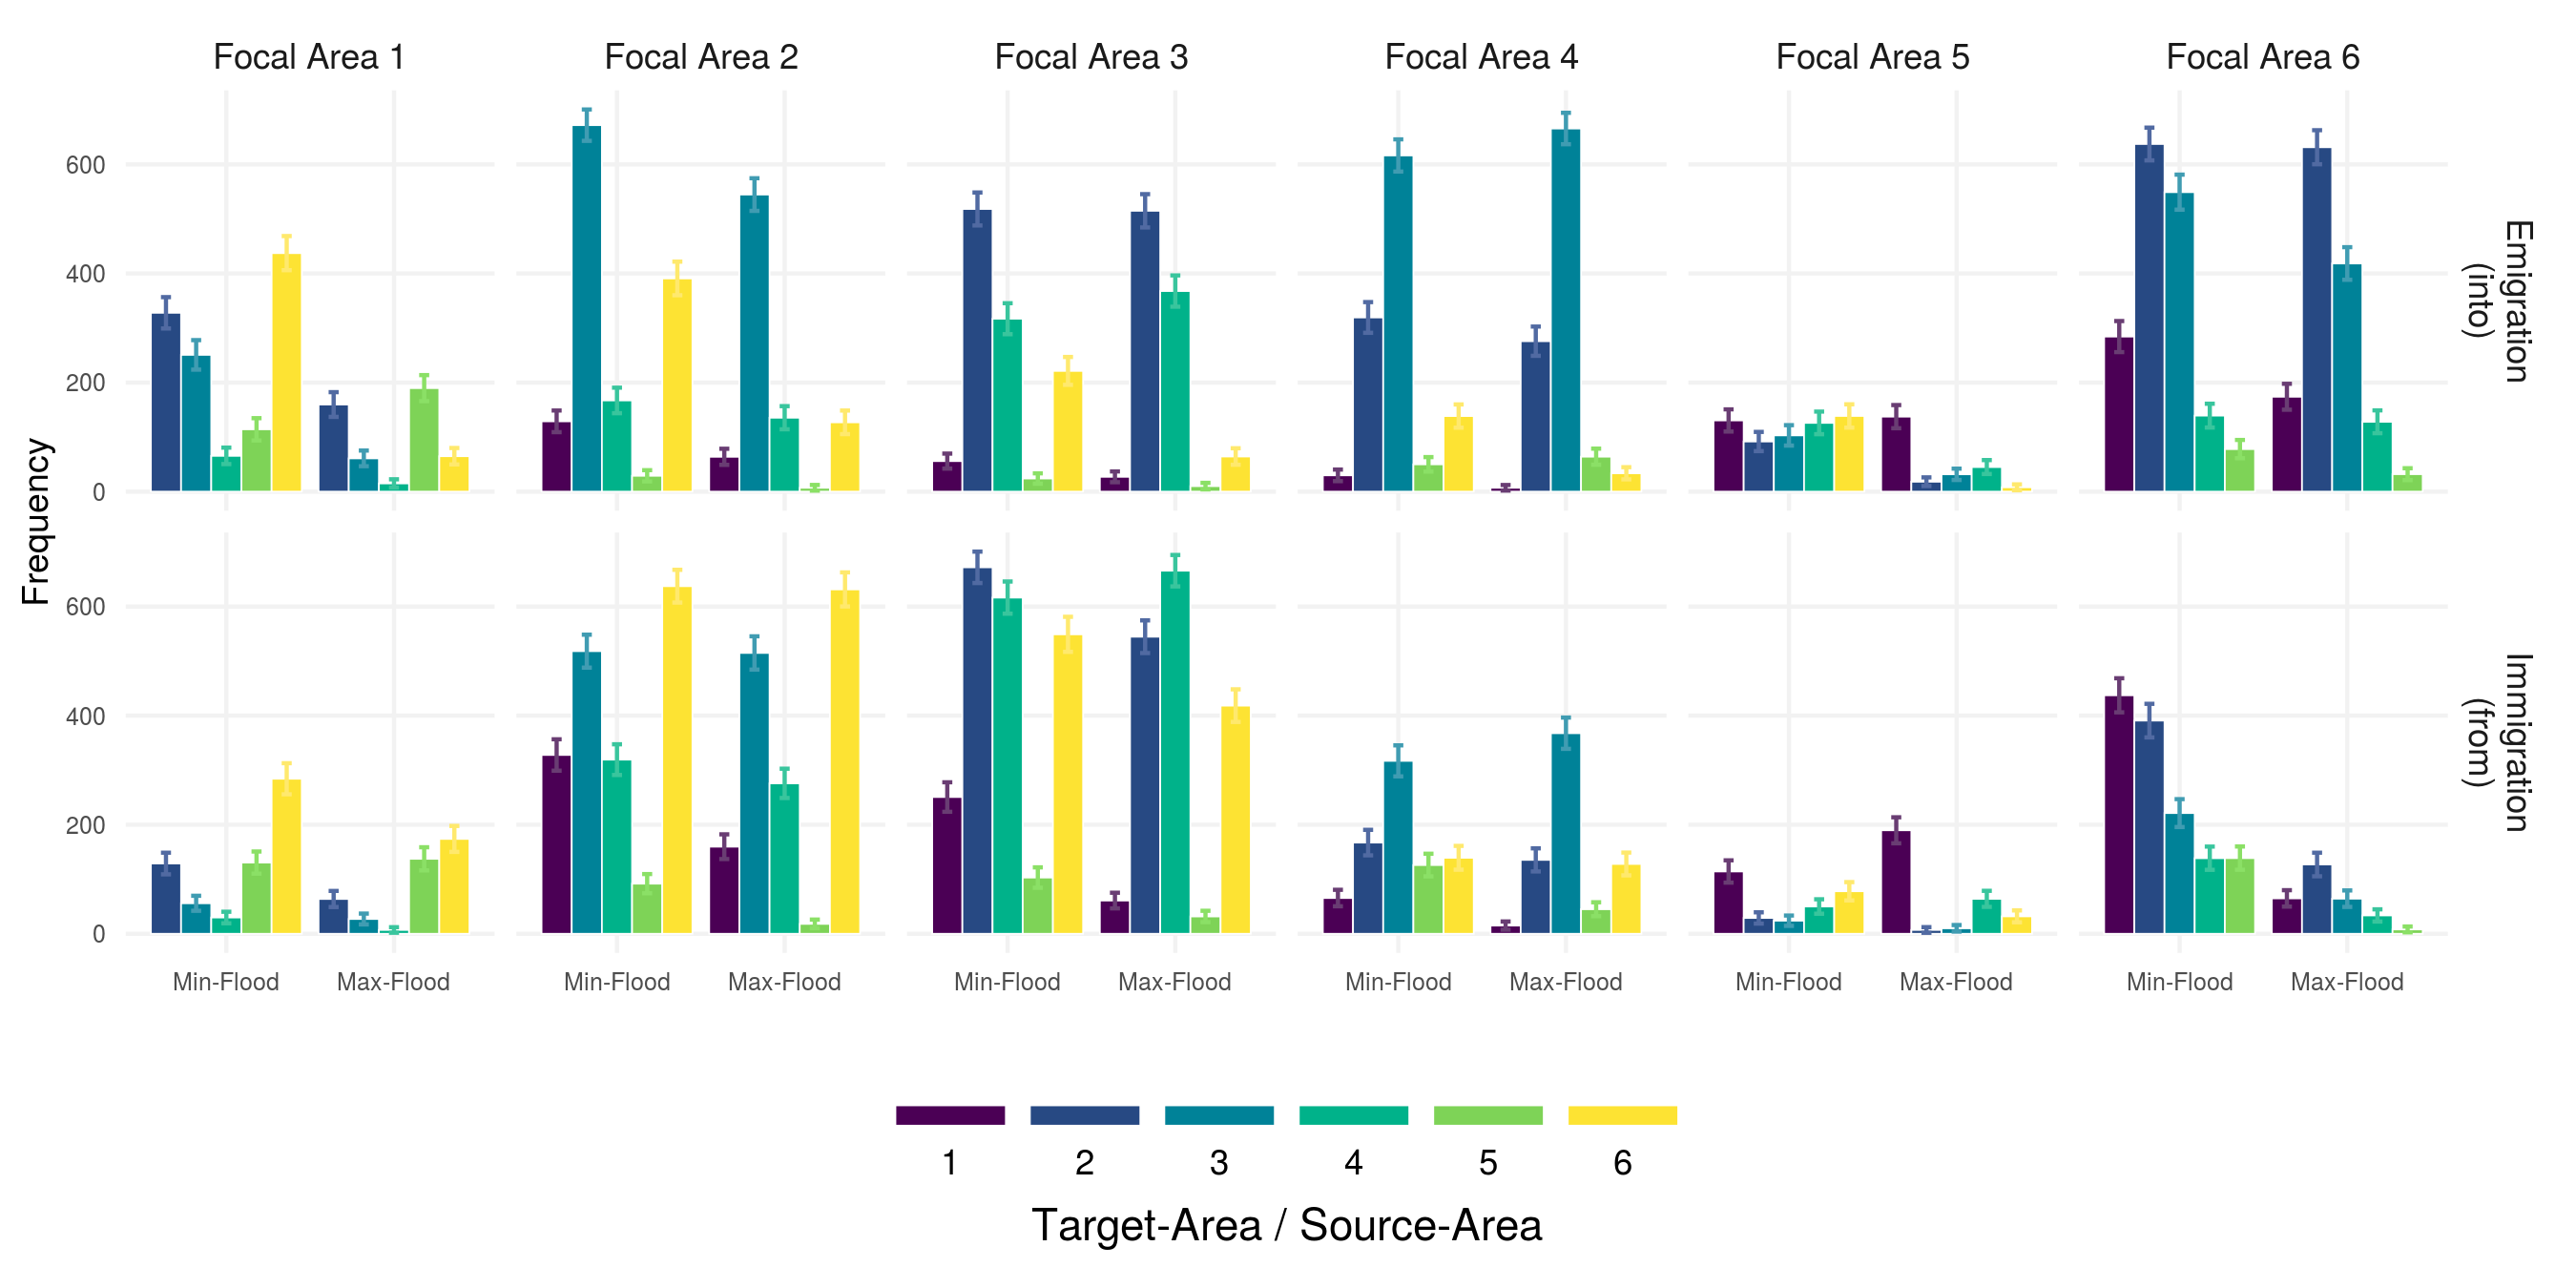 Focal Area 1
Focal Area 2
Focal Area 3
Focal Area 4
Focal Area 5
Focal Area 6
Frequency
600
400
200
0
Emigration
(into)
600
400
200
0
Immigration
(from)
Min-Flood
Max-Flood
Min-Flood
Max-Flood
Min-Flood
Max-Flood
Min-Flood
Max-Flood
Min-Flood
Max-Flood
Min-Flood
Max-Flood
1
2
3
4
5
6
Target-Area / Source-Area